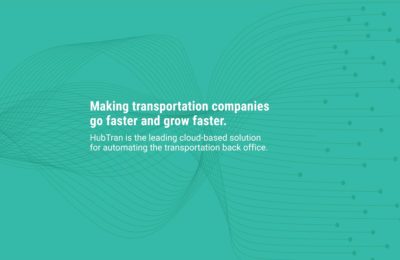 Making transportation companies
go faster and grow faster.
HubTran is the leading cloud-based solution
for automating the transportation back office.